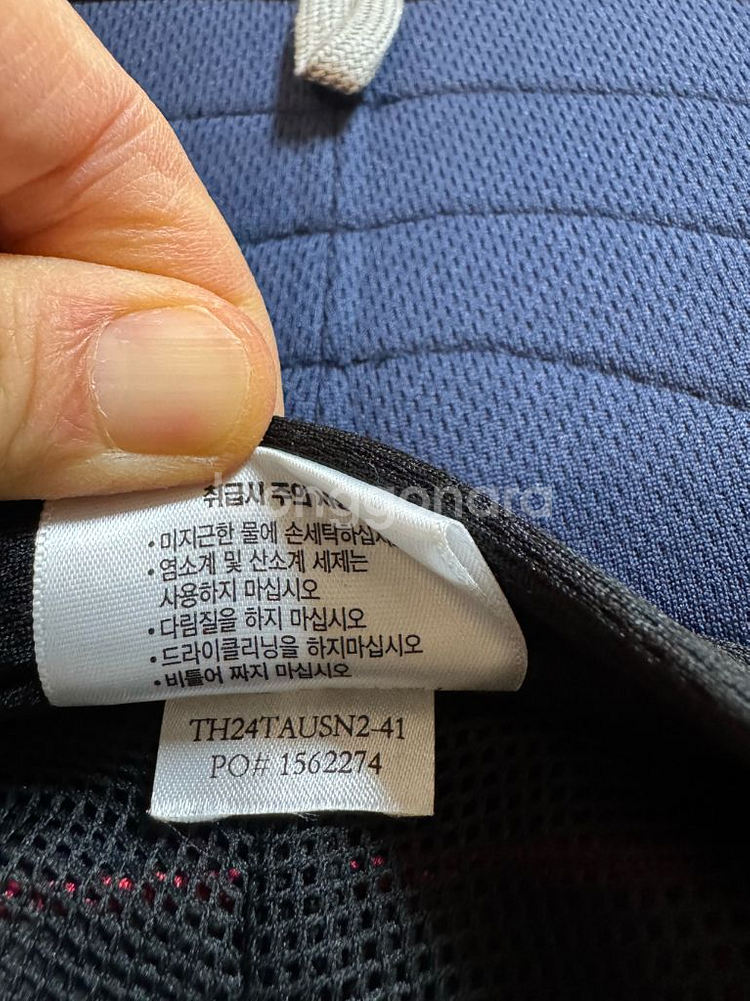 취급시 주의사항
•미지근한 물에 손세탁하십시오
•염소계 및 산소계 세제는
사용하지 마십시오
•다림질을 하지 마십시오
•드라이클리닝을 하지마십시오
•비틀어 짜지 마십시오
TH24TAUSN2-41
PO# 1562274